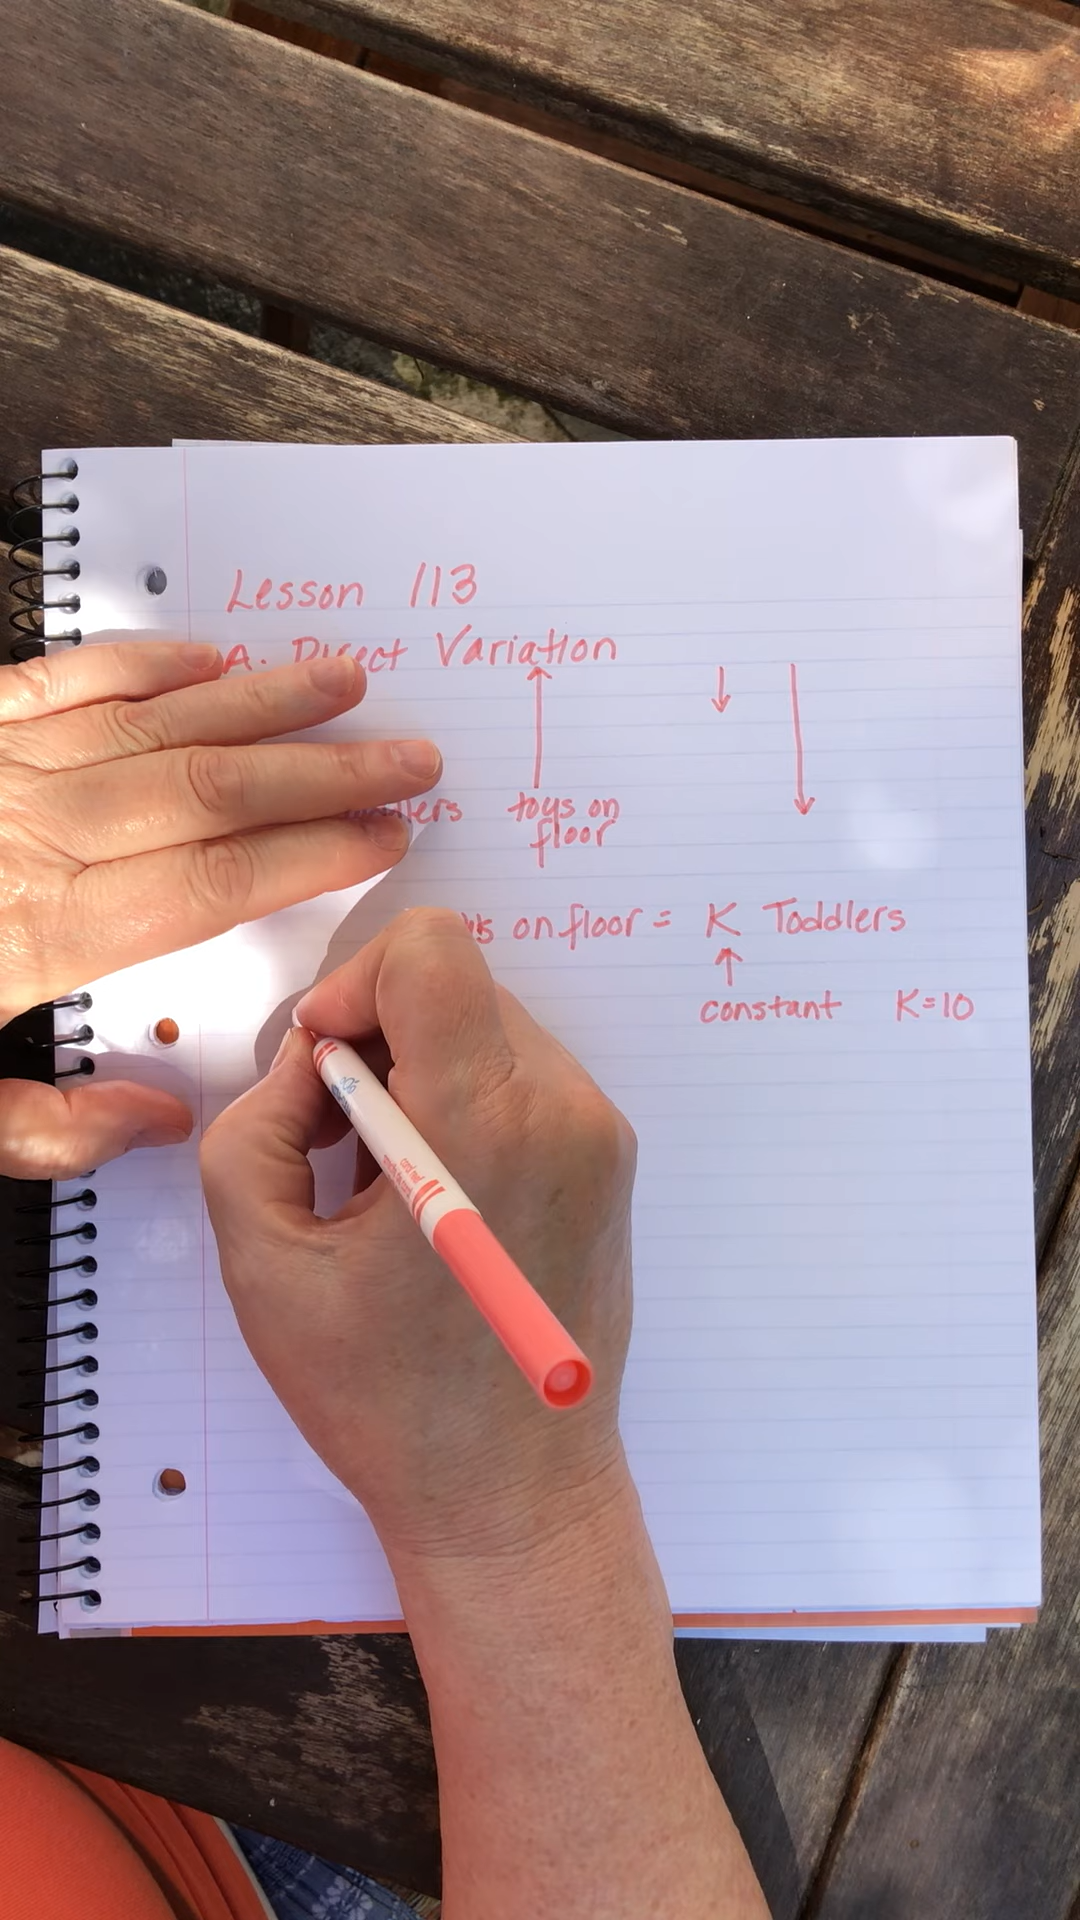 Lesson 113
A. Direct Variation
toys on
floor
on floor = K Toddlers
constant K=10